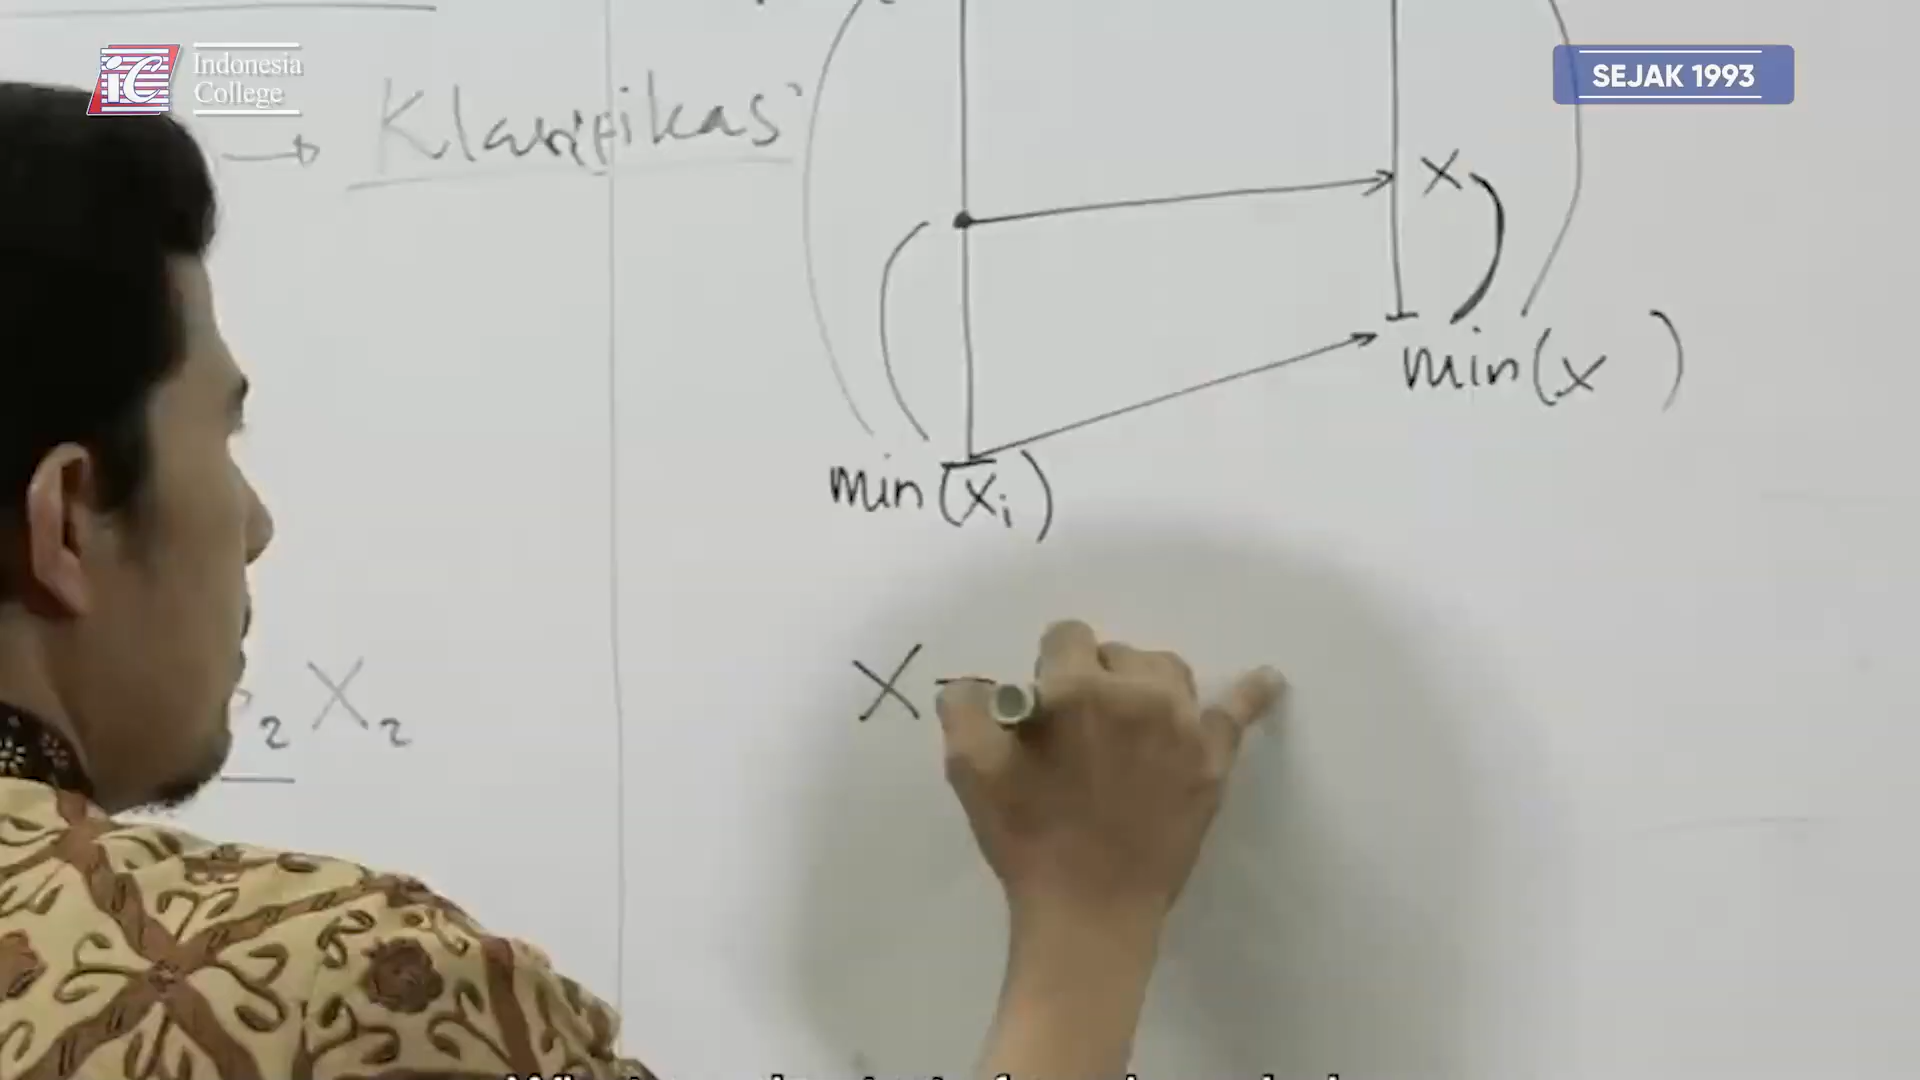 Indonesia
College
SEJAK 1993
Klasifikasi
X
min(x )
min(xi)
X -
2 X2